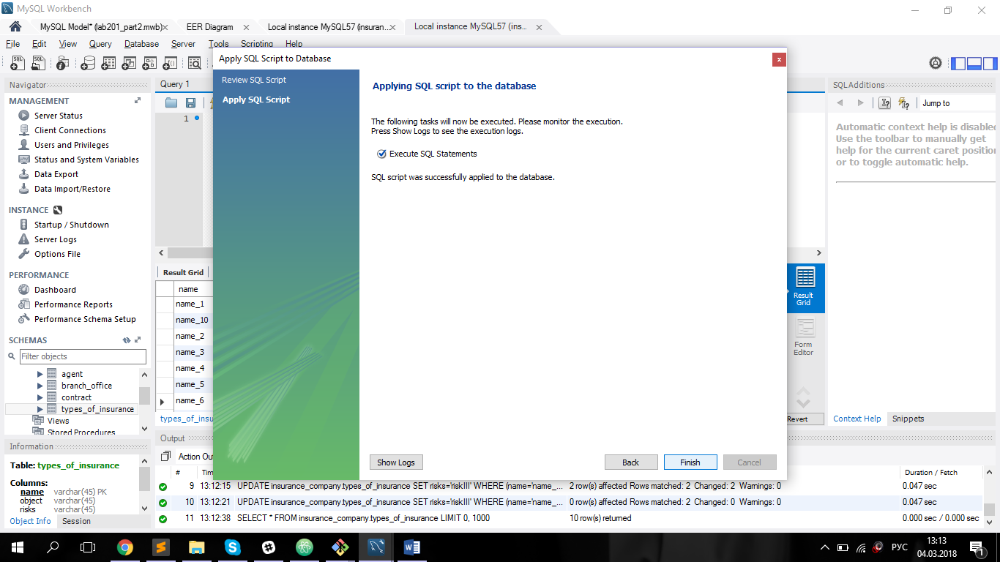 MySQL Workbench
MySQL Model* (lab201_part2.mwb)
EER Diagram
Local instance MySQL57 (insuran...
Local instance MySQL57 (ins...
File Edit View Query Database Server Tools Scripting Help
Apply SQL Script to Database
Navigator
MANAGEMENT
Server Status
Client Connections
Users and Privileges
Status and System Variables
Data Export
Data Import/Restore
INSTANCE
Startup / Shutdown
Server Logs
Options File
PERFORMANCE
Dashboard
Performance Reports
Performance Schema Setup
SCHEMAS
Filter objects
agent
branch_office
contract
types_of_insurance
Views
Stored Procedures
Information
Table: types_of_insurance
Columns:
name varchar(45) PK
object varchar(45)
risks varchar(45)
Object Info Session
Query 1
1
Result Grid
name
name_1
name_10
name_2
name_3
name_4
name_5
name_6
types_of_insu
Review SQL Script
Apply SQL Script
Applying SQL script to the database
The following tasks will now be executed. Please monitor the execution.
Press Show Logs to see the execution logs.
Execute SQL Statements
SQL script was successfully applied to the database.
Show Logs Back Finish Cancel
Result
Grid
Form
Editor
Revert
SQLAdditions
Jump to
Automatic context help is disable
Use the toolbar to manually get
help for the current caret position
or to toggle automatic help.
Context Help Snippets
Output
Action Ou
# Tim Duration / Fetch
9 13:12:15 UPDATE insurance_company.types_of_insurance SET risks='riskIII' WHERE (name='name_... 2 row(s) affected Rows matched: 2 Changed: 2 Warnings: 0 0.047 sec
10 13:12:21 UPDATE insurance_company.types_of_insurance SET risks='riskIII' WHERE (name='name_... 0 row(s) affected Rows matched: 2 Changed: 0 Warnings: 0 0.047 sec
11 13:12:38 SELECT * FROM insurance_company.types_of_insurance LIMIT 0, 1000 10 row(s) returned 0.000 sec / 0.000 sec
РУС
13:13
04.03.2018
1